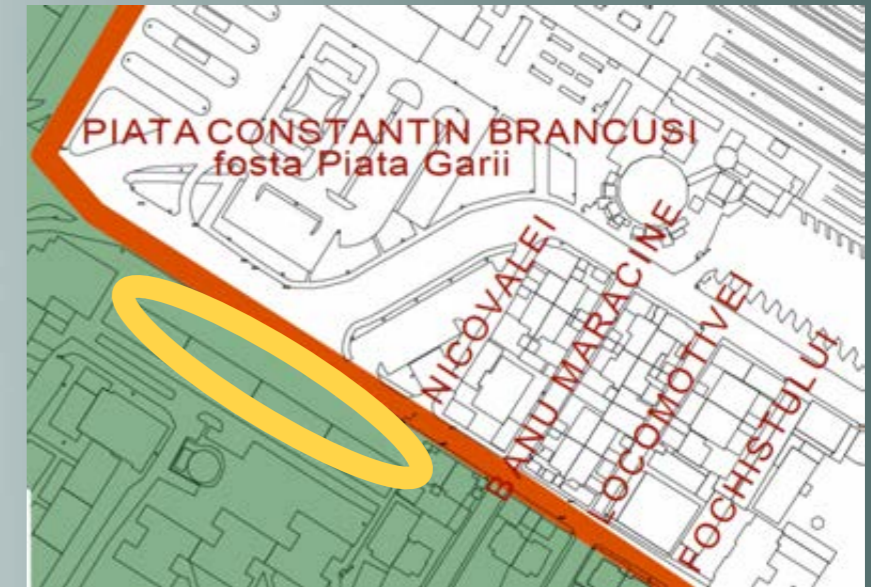 PIATA CONSTANTIN BRANCUSI
fosta Piata Garii
NICOVALEI
BANU MARACINE
LOCOMOTIVEI
FOCHISTULUI